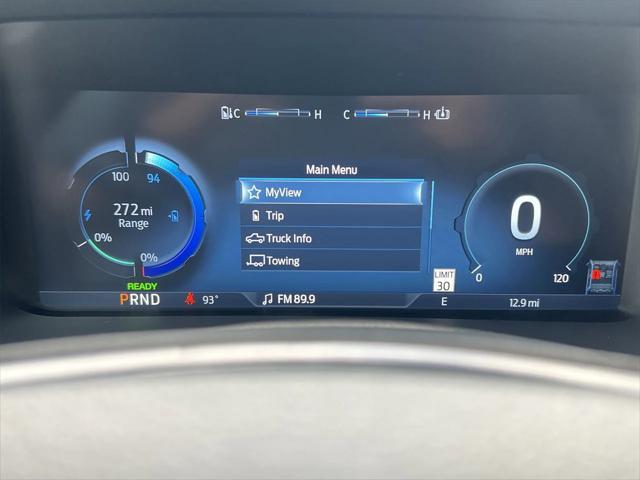 C H C H
Main Menu
MyView
Trip
Truck Info
Towing
100 94
272 mi
Range
0%
0%
READY
PRND 93°
FM 89.9
0
MPH
0 120
LIMIT
30
E
12.9 mi